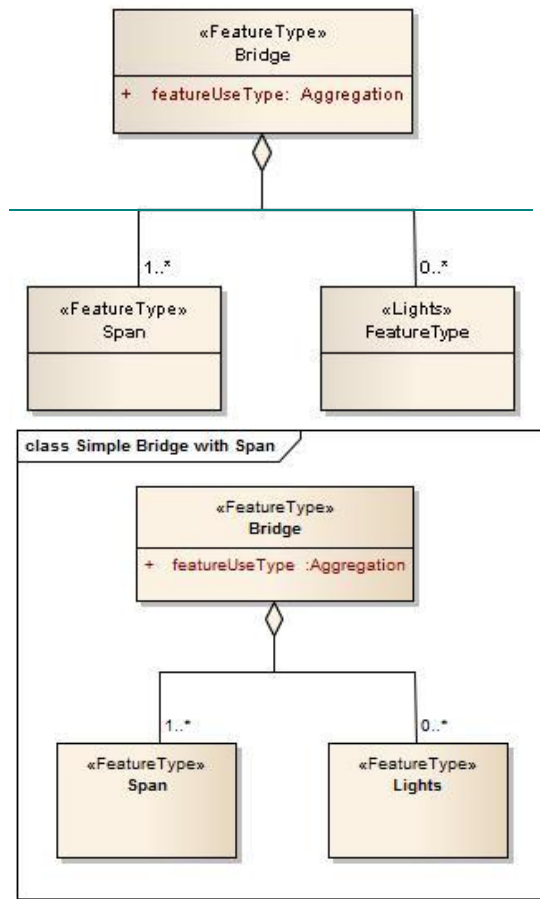 «FeatureType»
Bridge
+ featureUseType: Aggregation
1..*
0..*
«FeatureType»
Span
«Lights»
FeatureType
class Simple Bridge with Span
«FeatureType»
Bridge
+ featureUseType :Aggregation
1..*
0..*
«FeatureType»
Span
«FeatureType»
Lights